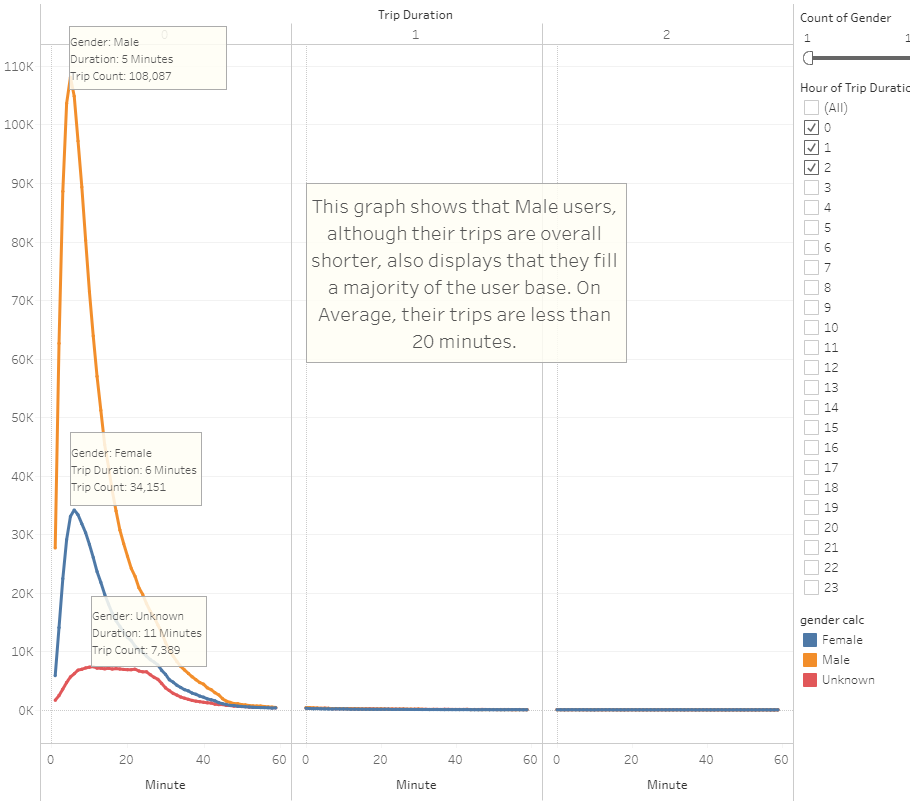 Trip Duration
0
1
2
Gender: Male
Duration: 5 Minutes
Trip Count: 108,087
110K
100K
90K
80K
70K
60K
50K
40K
30K
20K
10K
0K
This graph shows that Male users,
although their trips are overall
shorter, also displays that they fill
a majority of the user base. On
Average, their trips are less than
20 minutes.
Gender: Female
Trip Duration: 6 Minutes
Trip Count: 34,151
Gender: Unknown
Duration: 11 Minutes
Trip Count: 7,389
0 20 40 60
0 20 40 60
0 20 40 60
Minute
Minute
Minute
Count of Gender
1 1
Hour of Trip Duratio
(All)
0
1
2
3
4
5
6
7
8
9
10
11
12
13
14
15
16
17
18
19
20
21
22
23
gender calc
Female
Male
Unknown